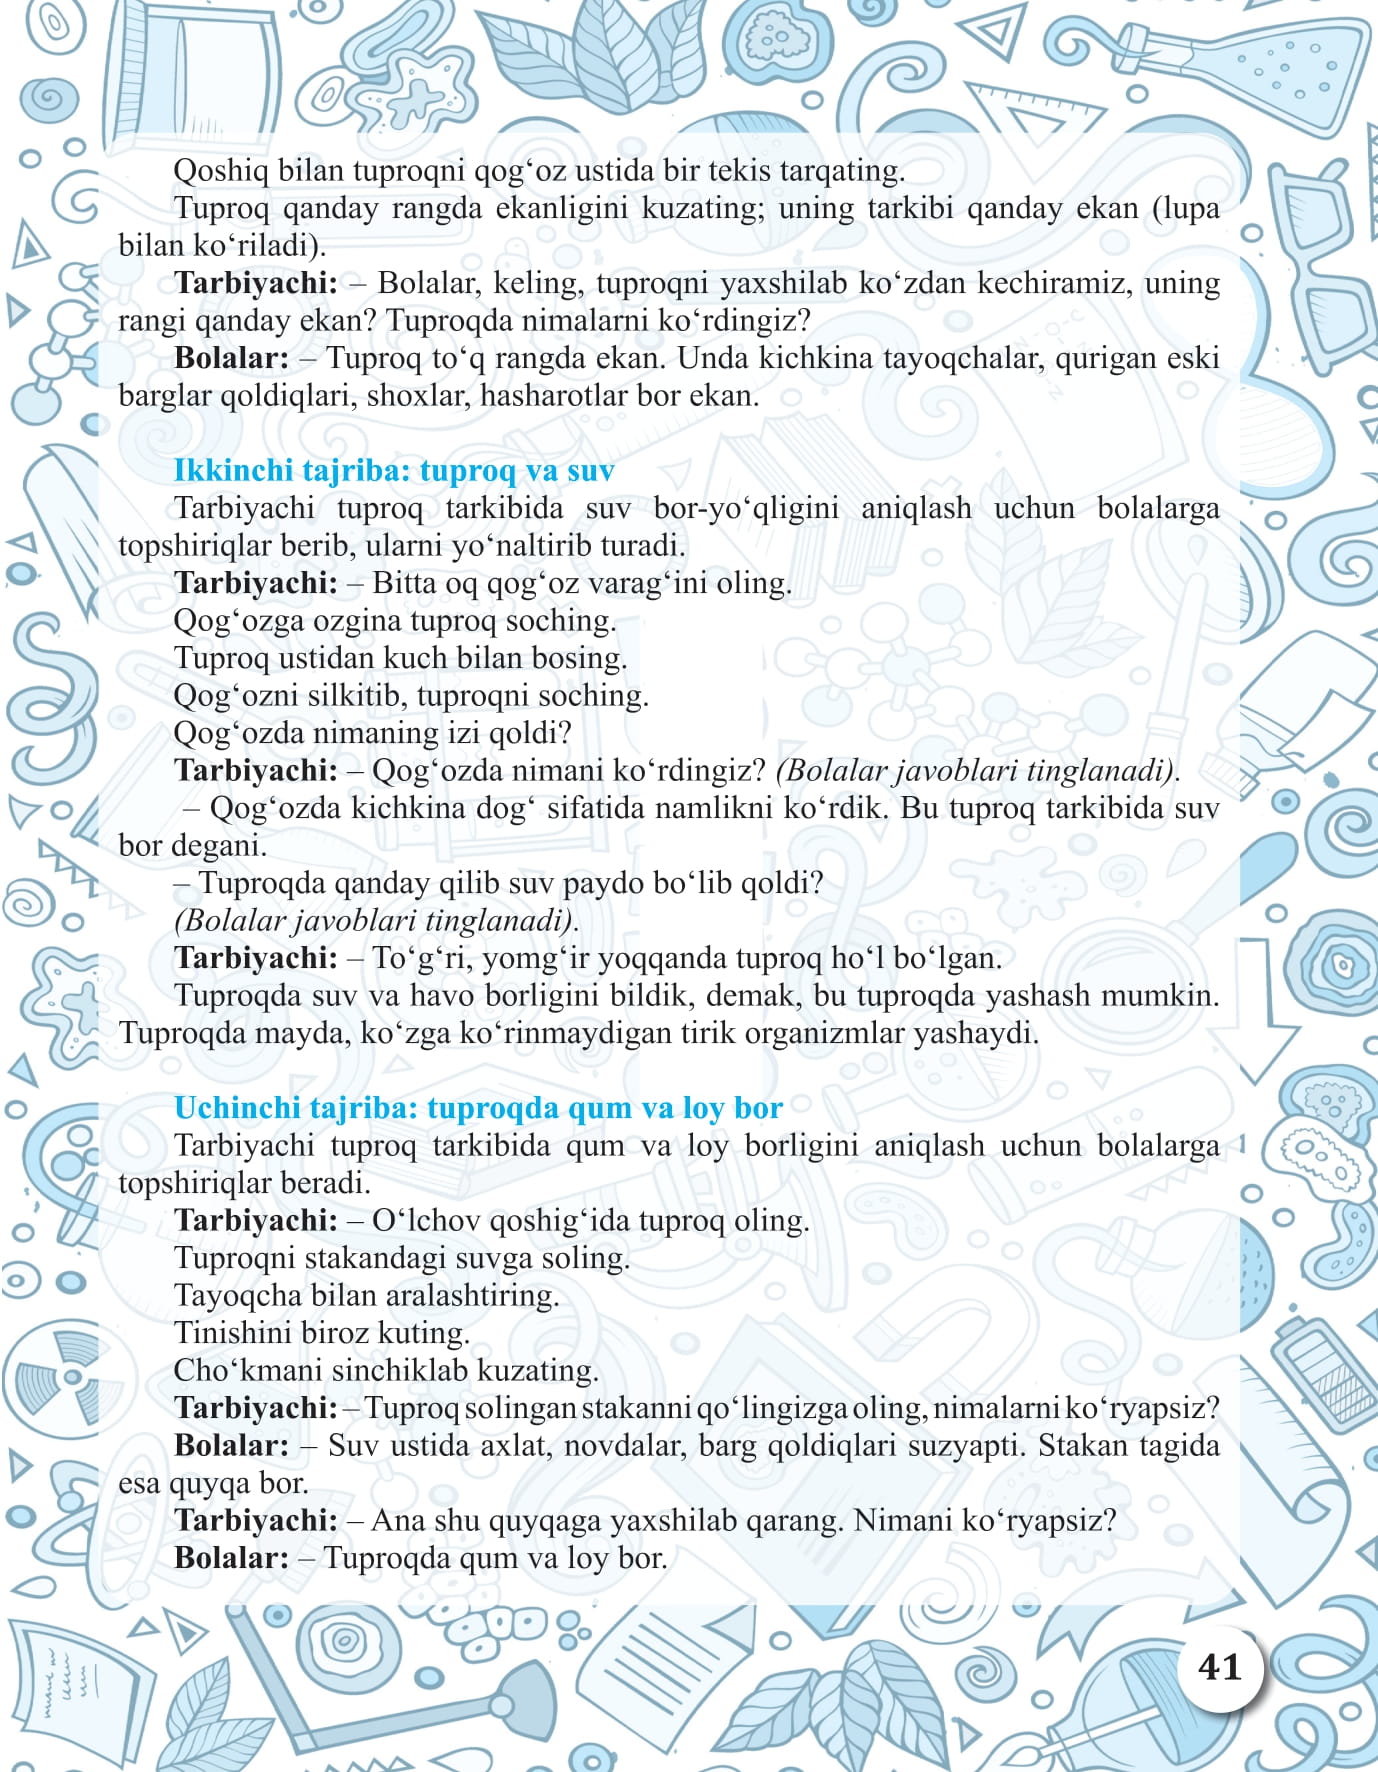 Qoshiq bilan tuproqni qog‘oz ustida bir tekis tarqating.
Tuproq qanday rangda ekanligini kuzating; uning tarkibi qanday ekan (lupa
bilan ko‘riladi).
Tarbiyachi: – Bolalar, keling, tuproqni yaxshilab ko‘zdan kechiramiz, uning
rangi qanday ekan? Tuproqda nimalarni ko‘rdingiz?
Bolalar: – Tuproq to‘q rangda ekan. Unda kichkina tayoqchalar, qurigan eski
barglar qoldiqlari, shoxlar, hasharotlar bor ekan.
Ikkinchi tajriba: tuproq va suv
Tarbiyachi tuproq tarkibida suv bor-yo‘qligini aniqlash uchun bolalarga
topshiriqlar berib, ularni yo‘naltirib turadi.
Tarbiyachi: – Bitta oq qog‘oz varag‘ini oling.
Qog‘ozga ozgina tuproq soching.
Tuproq ustidan kuch bilan bosing.
Qog‘ozni silkitib, tuproqni soching.
Qog‘ozda nimaning izi qoldi?
Tarbiyachi: – Qog‘ozda nimani ko‘rdingiz? (Bolalar javoblari tinglanadi).
– Qog‘ozda kichkina dog‘ sifatida namlikni ko‘rdik. Bu tuproq tarkibida suv
bor degani.
– Tuproqda qanday qilib suv paydo bo‘lib qoldi?
(Bolalar javoblari tinglanadi).
Tarbiyachi: – To‘g‘ri, yomg‘ir yoqqanda tuproq ho‘l bo‘lgan.
Tuproqda suv va havo borligini bildik, demak, bu tuproqda yashash mumkin.
Tuproqda mayda, ko‘zga ko‘rinmaydigan tirik organizmlar yashaydi.
Uchinchi tajriba: tuproqda qum va loy bor
Tarbiyachi tuproq tarkibida qum va loy borligini aniqlash uchun bolalarga
topshiriqlar beradi.
Tarbiyachi: – O‘lchov qoshig‘ida tuproq oling.
Tuproqni stakandagi suvga soling.
Tayoqcha bilan aralashtiring.
Tinishini biroz kuting.
Cho‘kmani sinchiklab kuzating.
Tarbiyachi: – Tuproq solingan stakanni qo‘lingizga oling, nimalarni ko‘ryapsiz?
Bolalar: – Suv ustida axlat, novdalar, barg qoldiqlari suzyapti. Stakan tagida
esa quyqa bor.
Tarbiyachi: – Ana shu quyqaga yaxshilab qarang. Nimani ko‘ryapsiz?
Bolalar: – Tuproqda qum va loy bor.
41